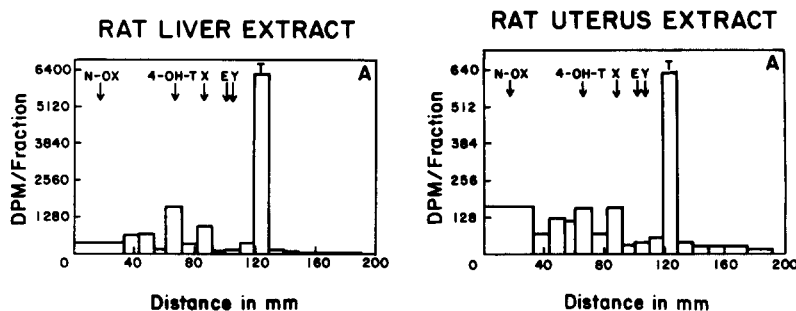 RAT LIVER EXTRACT
A
T
N-OX 4-OH-T X EY
6400
5120
3840
2560
1280
DPM/Fraction
0 40 80 120 160 200
Distance in mm
RAT UTERUS EXTRACT
A
T
N-OX 4-OH-T X EY
640
512
384
256
128
DPM/Fraction
0 40 80 120 160 200
Distance in mm